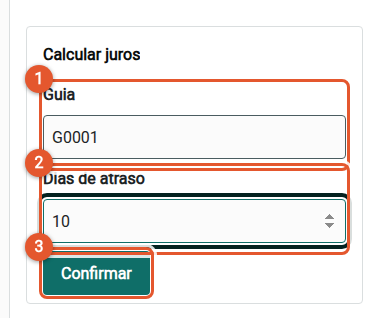 Calcular juros
1
Guia
G0001
2
Dias de atraso
10
3
Confirmar